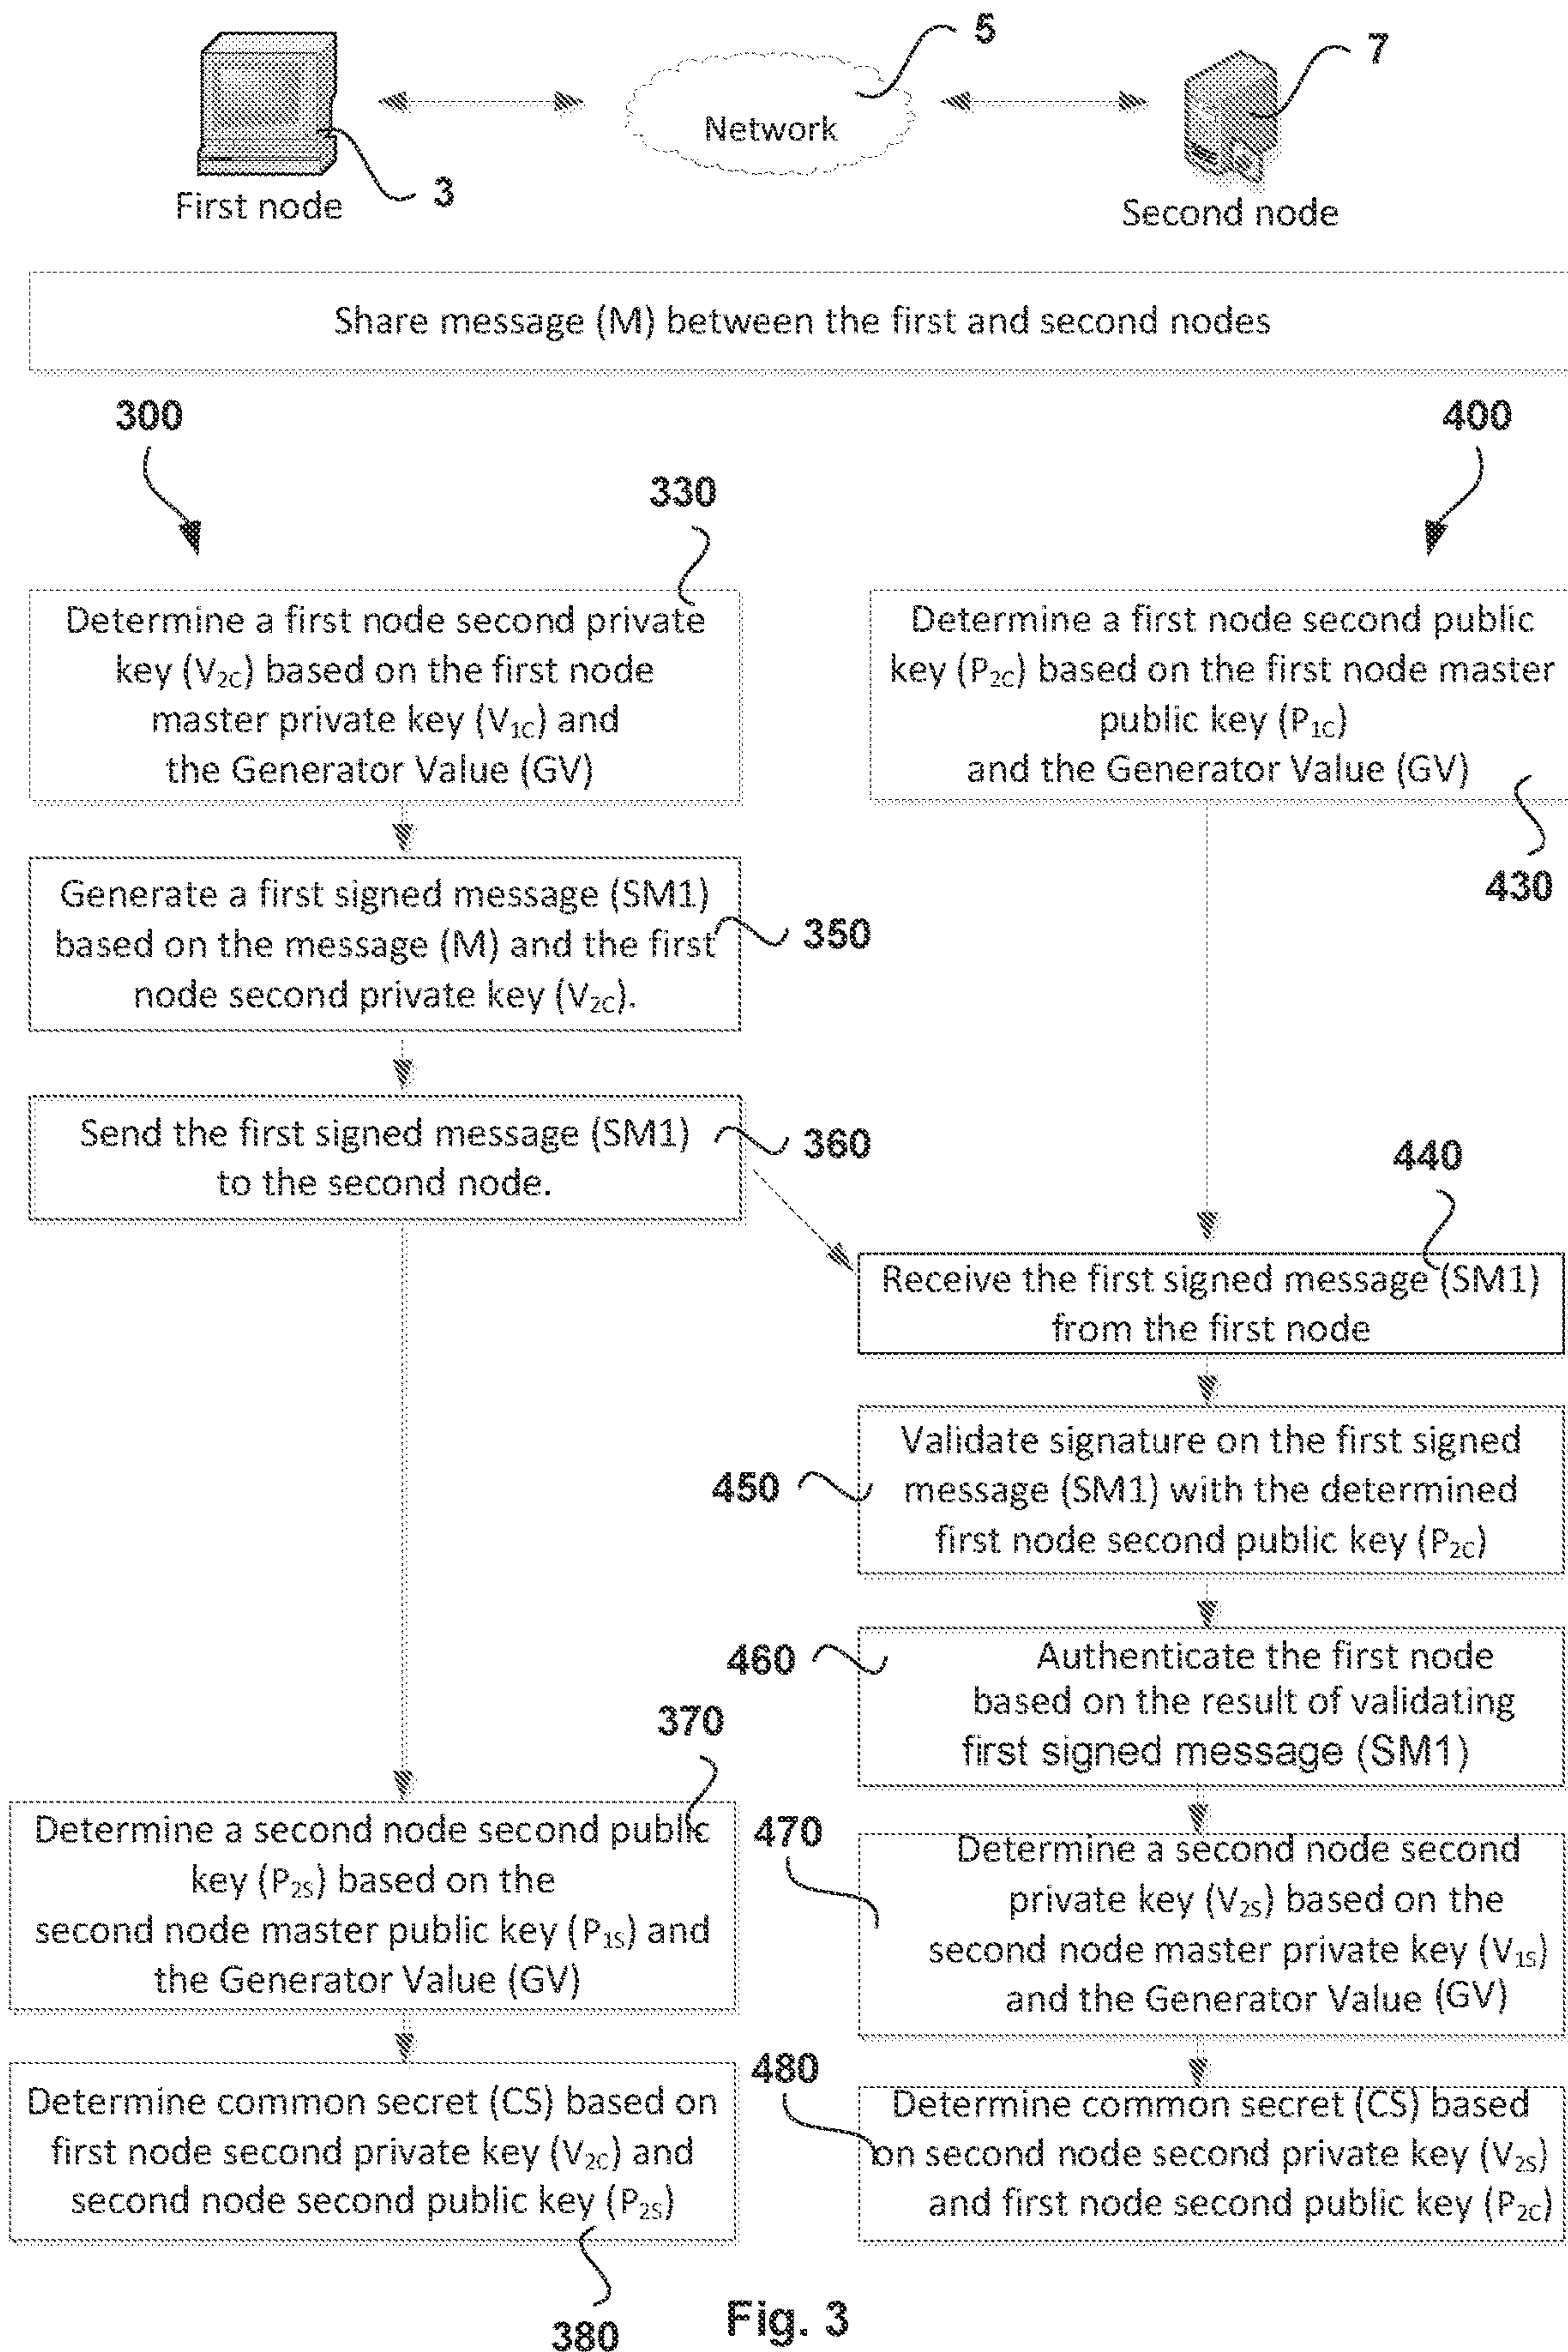 5
7
Network
3
First node
Second node
Share message (M) between the first and second nodes
300
400
330
Determine a first node second private
key (V2C) based on the first node
master private key (V1C) and
the Generator Value (GV)
Determine a first node second public
key (P2C) based on the first node master
public key (P1C)
and the Generator Value (GV)
430
Generate a first signed message (SM1)
based on the message (M) and the first
node second private key (V2C).
350
Send the first signed message (SM1)
to the second node.
360
440
Receive the first signed message (SM1)
from the first node
Validate signature on the first signed
message (SM1) with the determined
first node second public key (P2C)
450
460
Authenticate the first node
based on the result of validating
first signed message (SM1)
370
Determine a second node second public
key (P2S) based on the
second node master public key (P1S) and
the Generator Value (GV)
470
Determine a second node second
private key (V2S) based on the
second node master private key (V1S)
and the Generator Value (GV)
Determine common secret (CS) based on
first node second private key (V2C) and
second node second public key (P2S)
380
480
Determine common secret (CS) based
on second node second private key (V2S)
and first node second public key (P2C)
Fig. 3